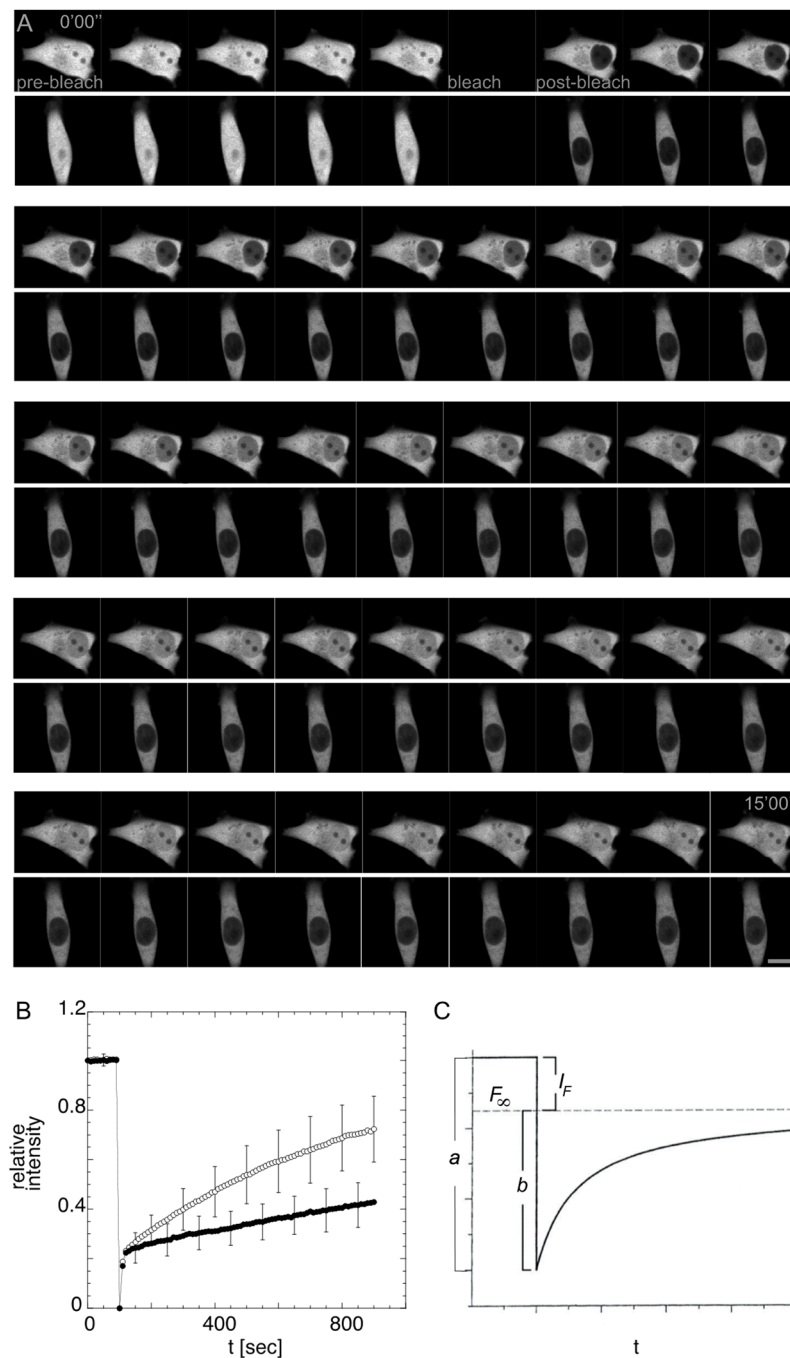 A
0'00''
pre-bleach
bleach
post-bleach
15'00
B
1.2
0.8
0.4
0
relative
intensity
0
400
800
t [sec]
C
F∞
I_F
a
b
t